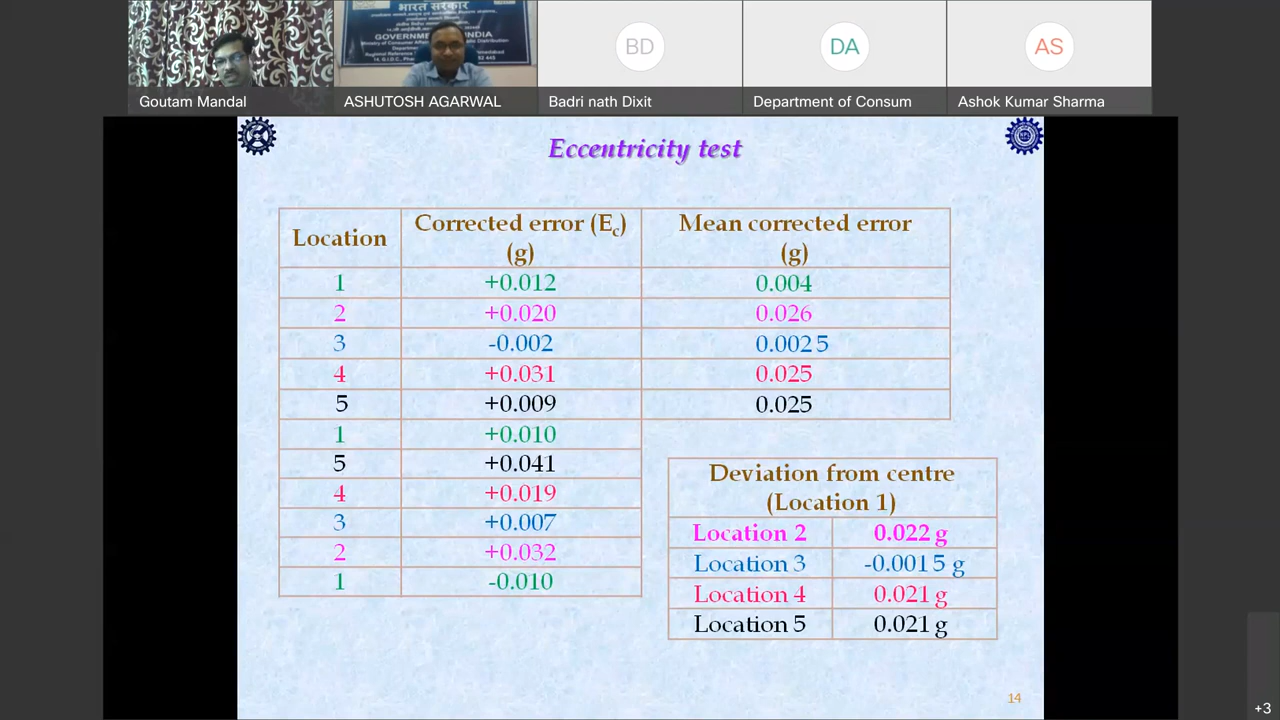 भारत सरकार
GOVERNMENT
INDIA
Goutam Mandal
ASHUTOSH AGARWAL
BD
Badri nath Dixit
DA
Department of Consum
AS
Ashok Kumar Sharma
Eccentricity test
Location Corrected error (Ec) (g) Mean corrected error (g)
1 +0.012 0.004
2 +0.020 0.026
3 -0.002 0.0025
4 +0.031 0.025
5 +0.009 0.025
1 +0.010
5 +0.041
4 +0.019
3 +0.007
2 +0.032
1 -0.010
Deviation from centre
(Location 1)
Location 2 0.022 g
Location 3 -0.0015 g
Location 4 0.021 g
Location 5 0.021 g
14
+3